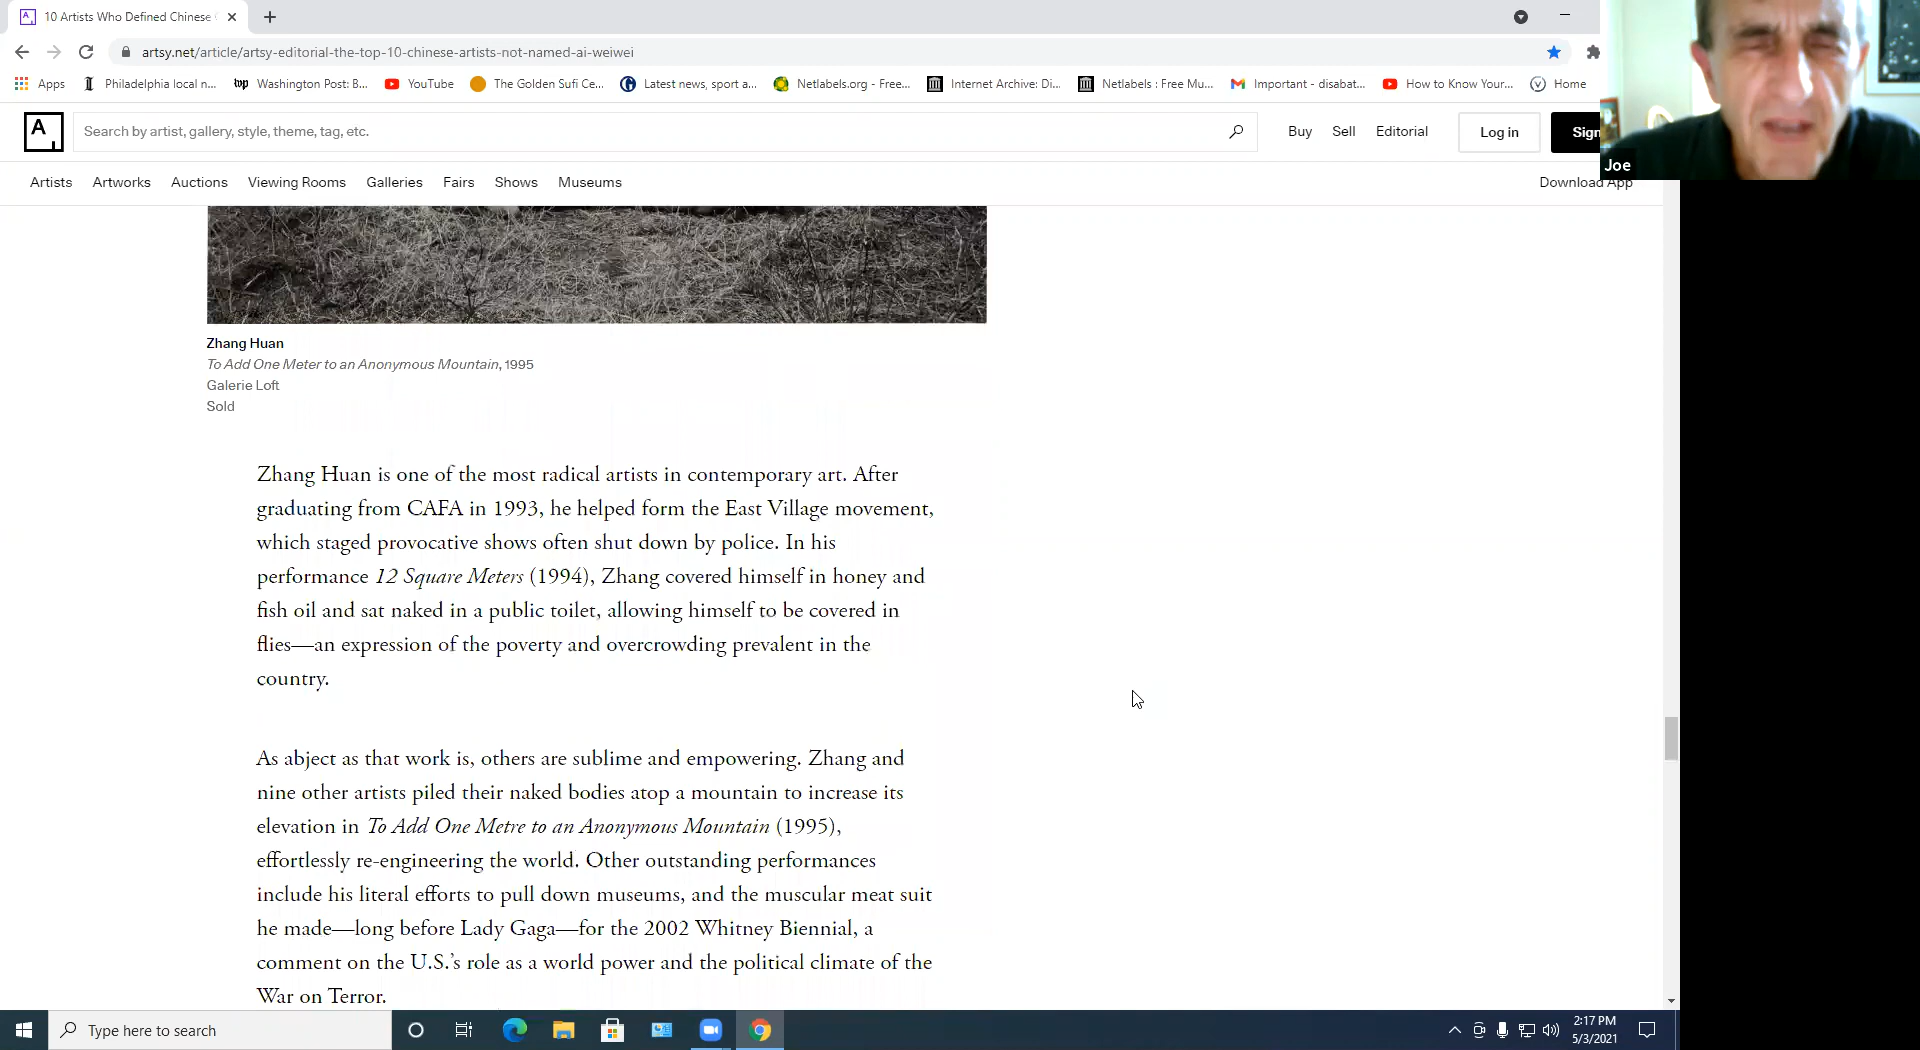 10 Artists Who Defined Chinese
artsy.net/article/artsy-editorial-the-top-10-chinese-artists-not-named-ai-weiwei
Apps Philadelphia local n... Washington Post: B... YouTube The Golden Sufi Ce... Latest news, sport a... Netlabels.org - Free... Internet Archive: Di... Netlabels : Free Mu... Important - disabat... How to Know Your... Home
A
Search by artist, gallery, style, theme, tag, etc.
Buy Sell Editorial Log in Sign
Joe
Artists Artworks Auctions Viewing Rooms Galleries Fairs Shows Museums Download App
Zhang Huan
To Add One Meter to an Anonymous Mountain, 1995
Galerie Loft
Sold
Zhang Huan is one of the most radical artists in contemporary art. After
graduating from CAFA in 1993, he helped form the East Village movement,
which staged provocative shows often shut down by police. In his
performance 12 Square Meters (1994), Zhang covered himself in honey and
fish oil and sat naked in a public toilet, allowing himself to be covered in
flies—an expression of the poverty and overcrowding prevalent in the
country.
As abject as that work is, others are sublime and empowering. Zhang and
nine other artists piled their naked bodies atop a mountain to increase its
elevation in To Add One Metre to an Anonymous Mountain (1995),
effortlessly re-engineering the world. Other outstanding performances
include his literal efforts to pull down museums, and the muscular meat suit
he made—long before Lady Gaga—for the 2002 Whitney Biennial, a
comment on the U.S.'s role as a world power and the political climate of the
War on Terror.
Type here to search
2:17 PM
5/3/2021